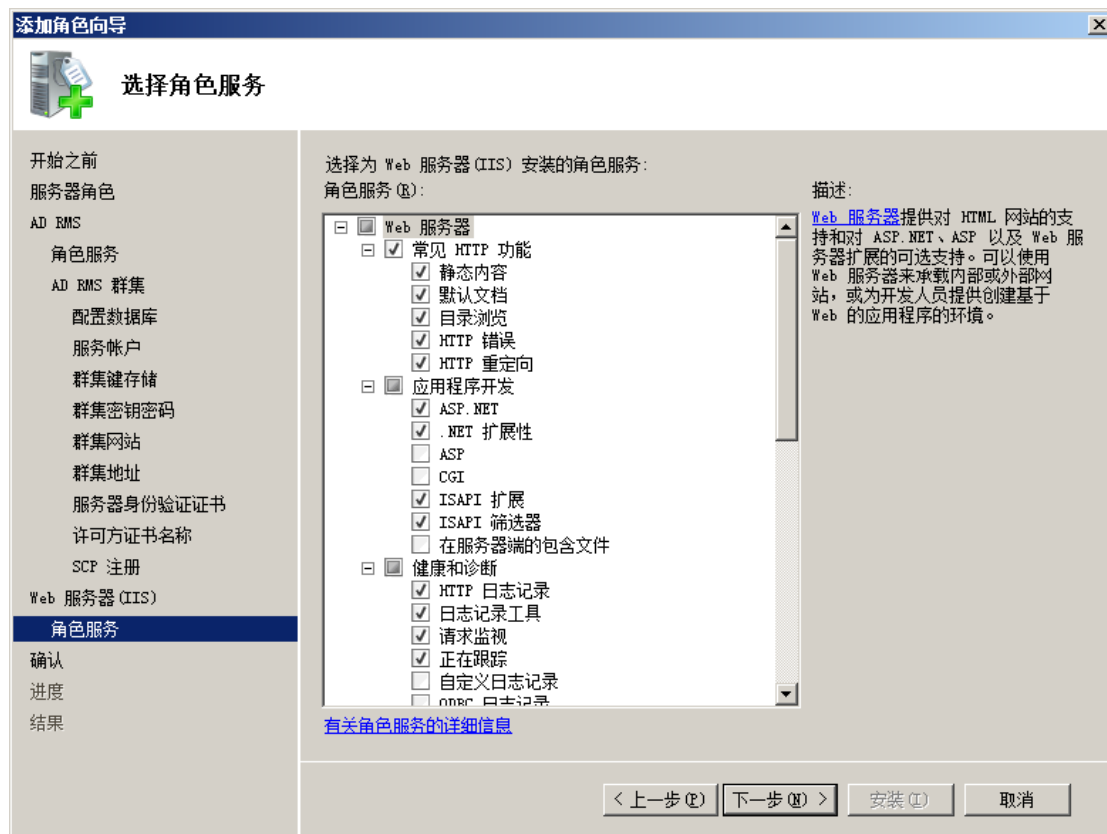 添加角色向导
选择角色服务
开始之前
服务器角色
AD RMS
角色服务
AD RMS 群集
配置数据库
服务帐户
群集键存储
群集密钥密码
群集网站
群集地址
服务器身份验证证书
许可方证书名称
SCP 注册
Web 服务器(IIS)
角色服务
确认
进度
结果
选择为 Web 服务器(IIS) 安装的角色服务:
角色服务(R):
Web 服务器
常见 HTTP 功能
静态内容
默认文档
目录浏览
HTTP 错误
HTTP 重定向
应用程序开发
ASP.NET
.NET 扩展性
ASP
CGI
ISAPI 扩展
ISAPI 筛选器
在服务器端的包含文件
健康和诊断
HTTP 日志记录
日志记录工具
请求监视
正在跟踪
自定义日志记录
ODBC 日志记录
有关角色服务的详细信息
描述:
Web 服务器提供对 HTML 网站的支
持和对 ASP.NET、ASP 以及 Web 服
务器扩展的可选支持。可以使用
Web 服务器来承载内部或外部网
站，或为开发人员提供创建基于
Web 的应用程序的环境。
< 上一步(P)
下一步(N) >
安装(I)
取消